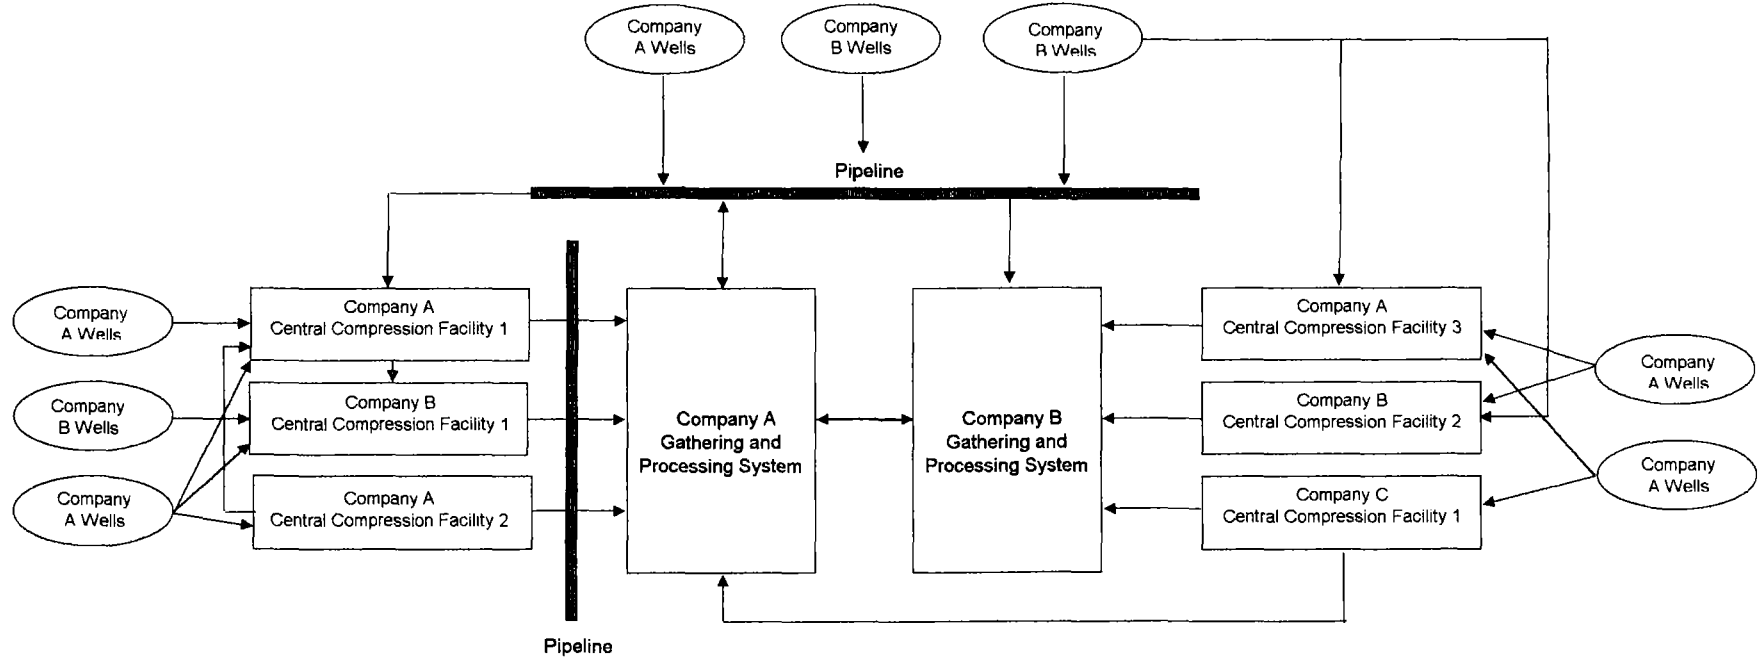 Company
A Wells
Company
B Wells
Company
B Wells
Pipeline
Company
A Wells
Company
B Wells
Company
A Wells
Company A
Central Compression Facility 1
Company B
Central Compression Facility 1
Company A
Central Compression Facility 2
Company A
Gathering and
Processing System
Company B
Gathering and
Processing System
Company A
Central Compression Facility 3
Company B
Central Compression Facility 2
Company C
Central Compression Facility 1
Company
A Wells
Company
A Wells
Pipeline